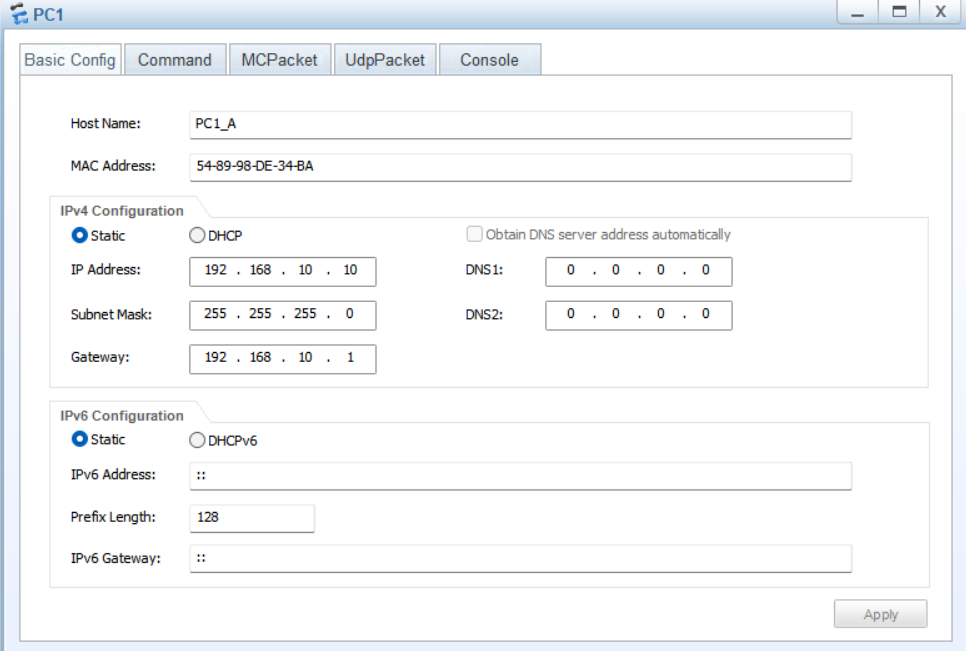 PC1
Basic Config Command MCPacket UdpPacket Console
Host Name: PC1_A
MAC Address: 54-89-98-DE-34-BA
IPv4 Configuration
Static DHCP Obtain DNS server address automatically
IP Address: 192 . 168 . 10 . 10 DNS1: 0 . 0 . 0 . 0
Subnet Mask: 255 . 255 . 255 . 0 DNS2: 0 . 0 . 0 . 0
Gateway: 192 . 168 . 10 . 1
IPv6 Configuration
Static DHCPv6
IPv6 Address: ::
Prefix Length: 128
IPv6 Gateway: ::
Apply